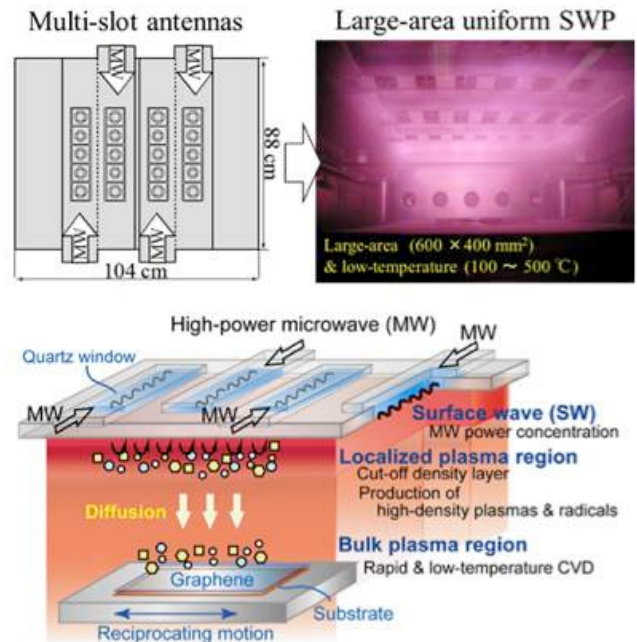 Multi-slot antennas
Large-area uniform SWP
MW
MW
88 cm
MW
MW
104 cm
Large-area (600 × 400 mm²)
& low-temperature (100 ~ 500 ℃)
High-power microwave (MW)
MW
Quartz window
MW
MW
Surface wave (SW)
MW power concentration
Localized plasma region
Cut-off density layer
Production of
high-density plasmas & radicals
Diffusion
Bulk plasma region
Rapid & low-temperature CVD
Graphene
Substrate
Reciprocating motion